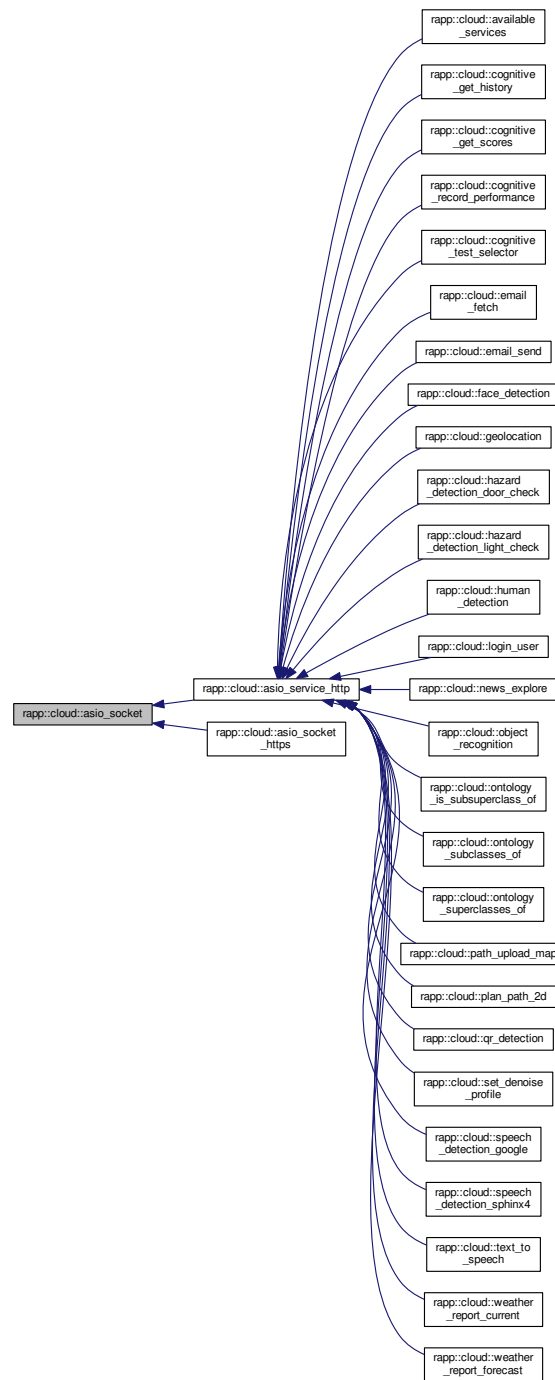 rapp::cloud::available
_services
rapp::cloud::cognitive
_get_history
rapp::cloud::cognitive
_get_scores
rapp::cloud::cognitive
_record_performance
rapp::cloud::cognitive
_test_selector
rapp::cloud::email
_fetch
rapp::cloud::email_send
rapp::cloud::face_detection
rapp::cloud::geolocation
rapp::cloud::hazard
_detection_door_check
rapp::cloud::hazard
_detection_light_check
rapp::cloud::human
_detection
rapp::cloud::login_user
rapp::cloud::asio_service_http
rapp::cloud::news_explore
rapp::cloud::asio_socket
rapp::cloud::asio_socket
_https
rapp::cloud::object
_recognition
rapp::cloud::ontology
_is_subsuperclass_of
rapp::cloud::ontology
_subclasses_of
rapp::cloud::ontology
_superclasses_of
rapp::cloud::path_upload_map
rapp::cloud::plan_path_2d
rapp::cloud::qr_detection
rapp::cloud::set_denoise
_profile
rapp::cloud::speech
_detection_google
rapp::cloud::speech
_detection_sphinx4
rapp::cloud::text_to
_speech
rapp::cloud::weather
_report_current
rapp::cloud::weather
_report_forecast